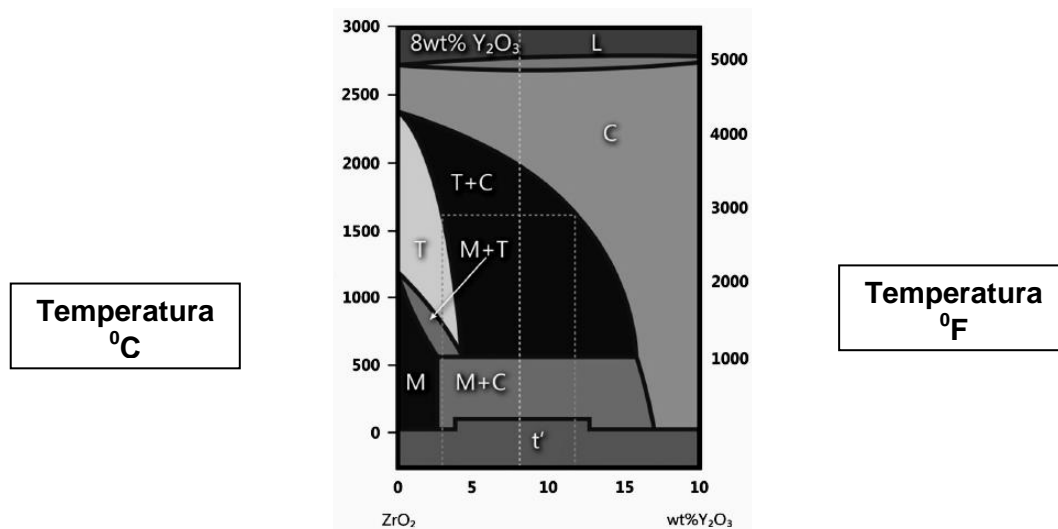 3000
8wt% Y₂O₃ L
5000
2500
4000
C
2000
T+C
3000
1500
T M+T
2000
Temperatura
⁰C
1000
Temperatura
⁰F
1000
500
M M+C
0
t'
0 5 10 15 10
ZrO₂ wt%Y₂O₃